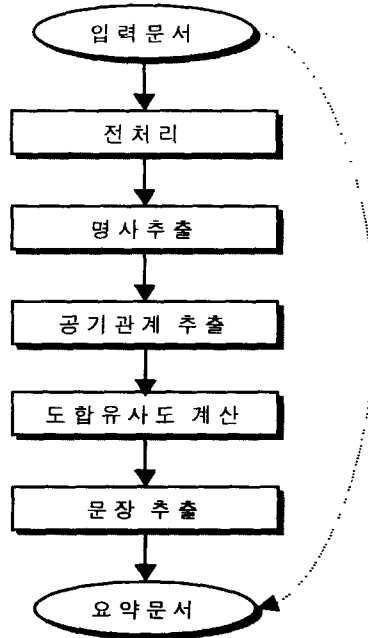 입력문서
전처리
명사추출
공기관계 추출
도합유사도 계산
문장 추출
요약문서